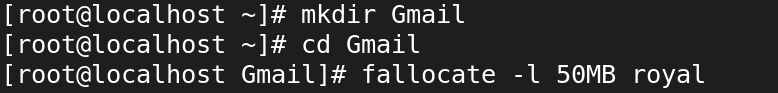 [root@localhost ~]# mkdir Gmail
[root@localhost ~]# cd Gmail
[root@localhost Gmail]# fallocate -l 50MB royal